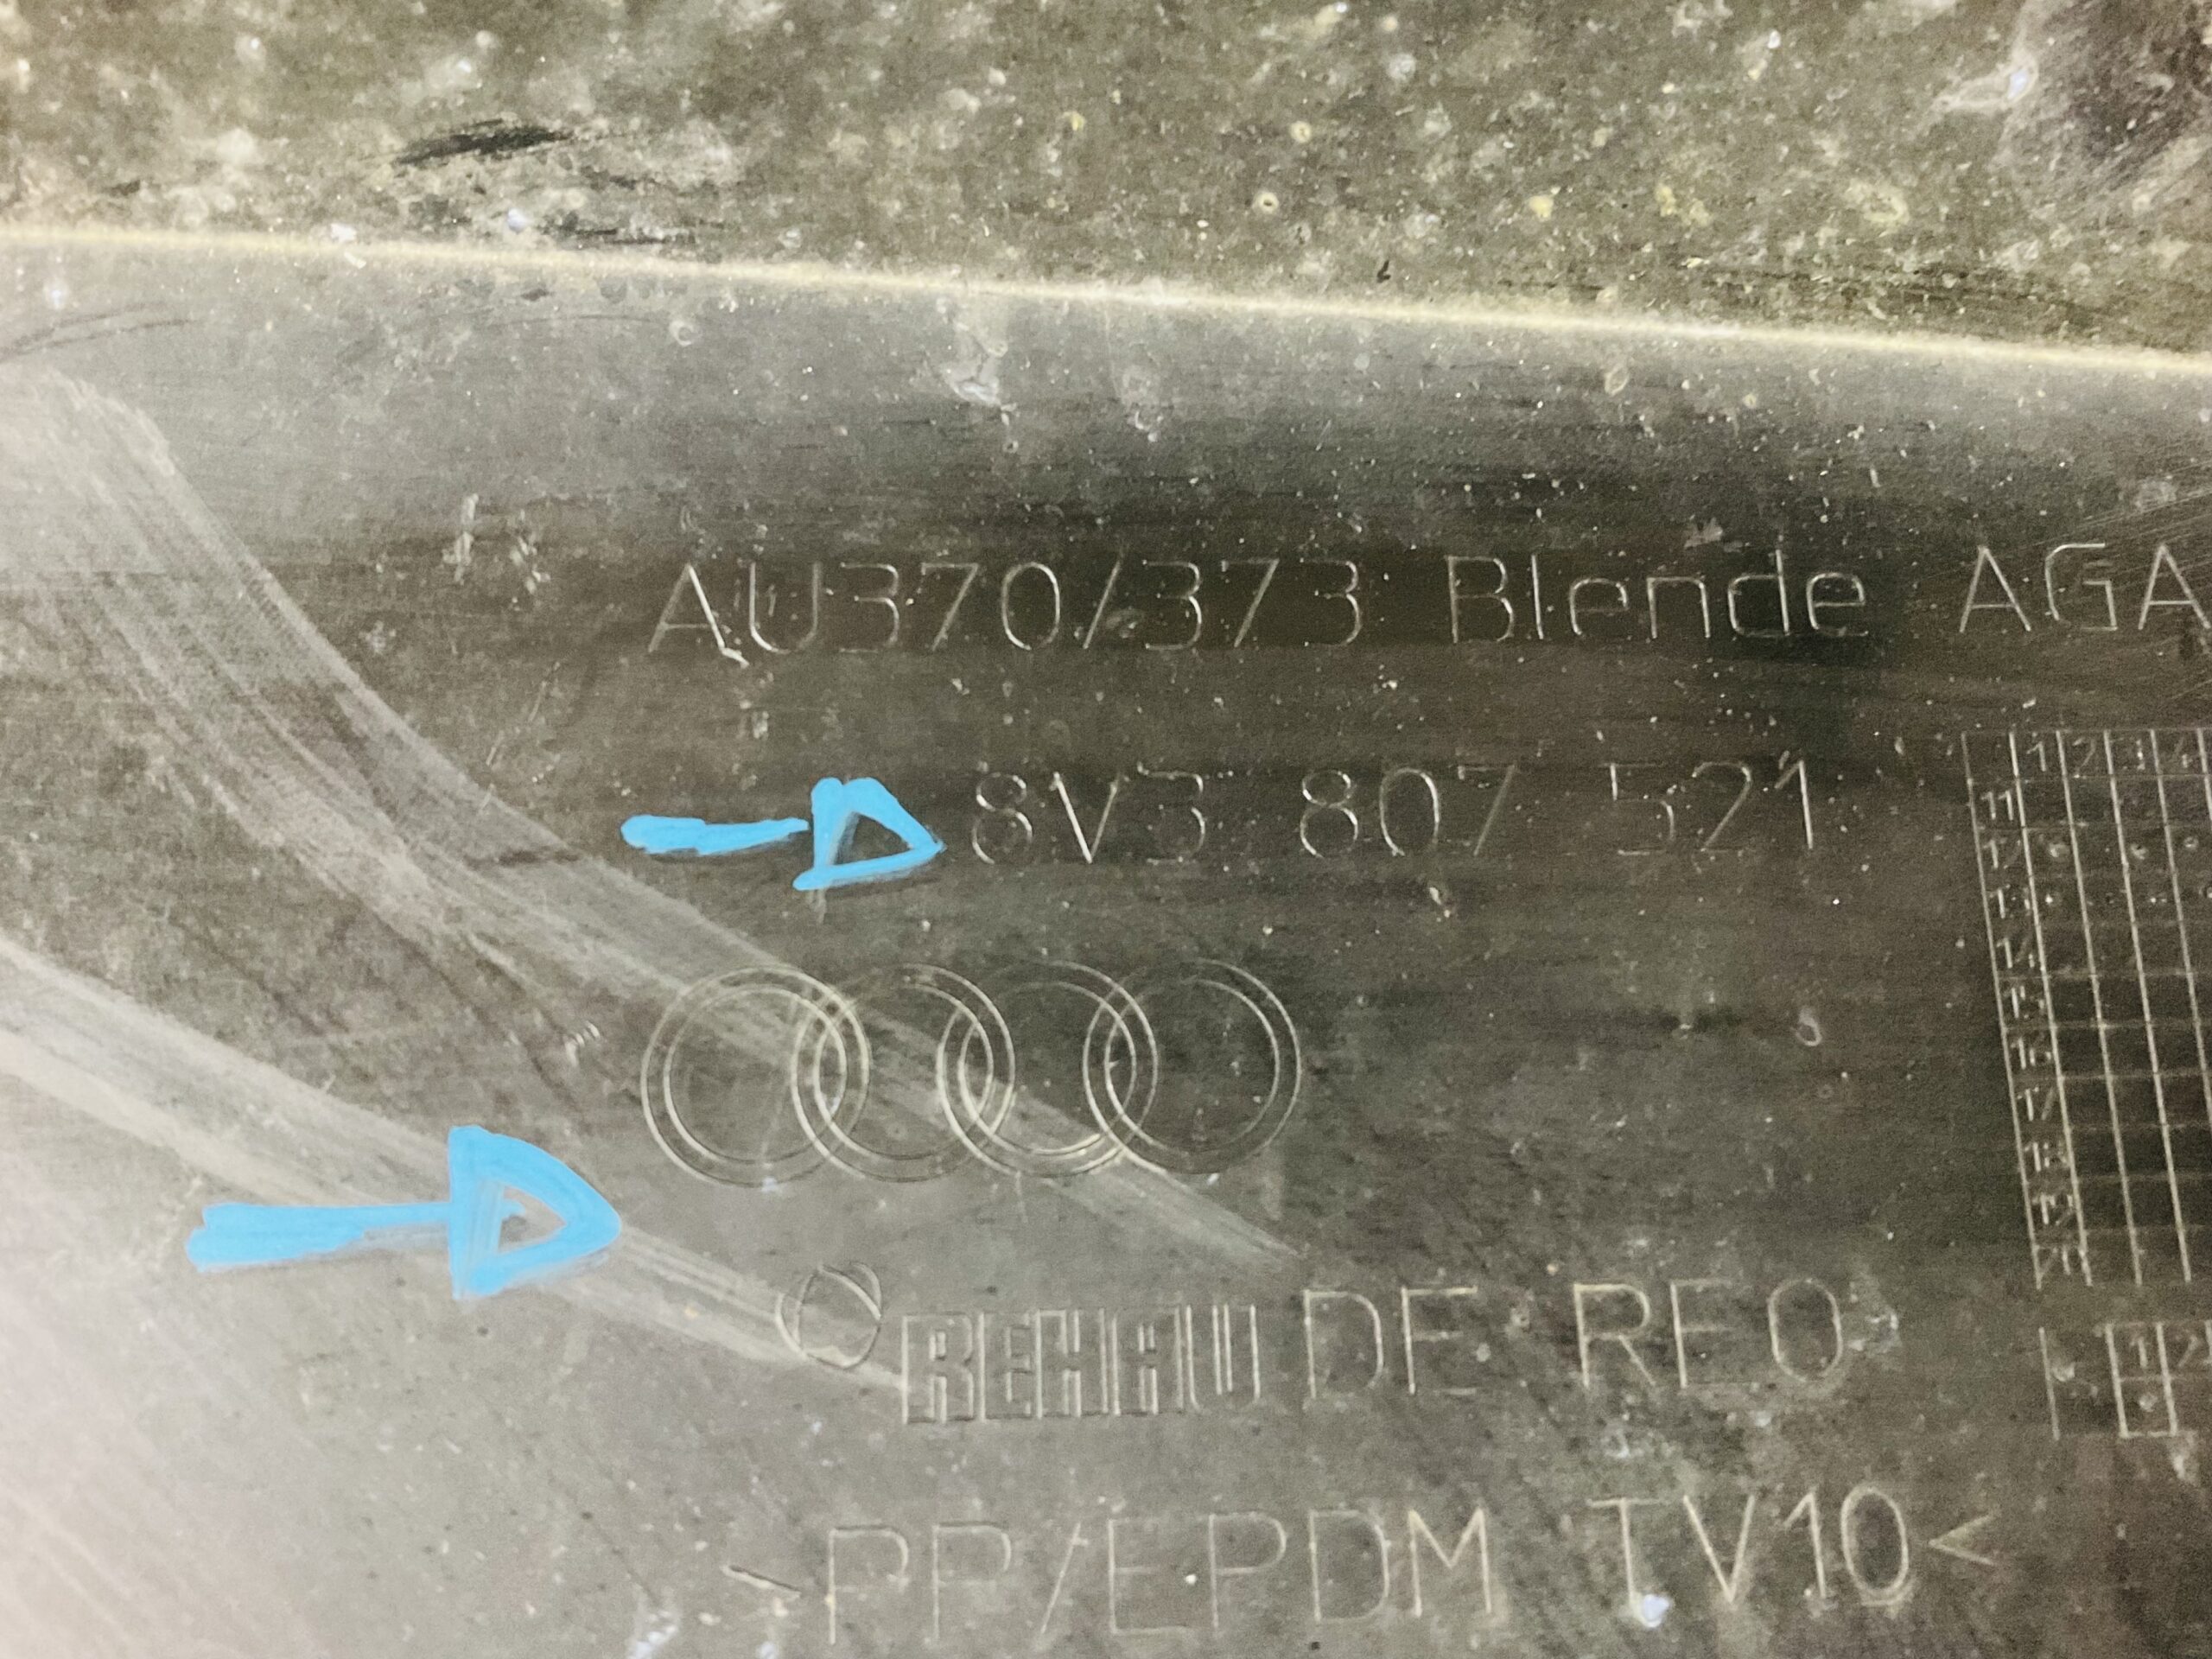 AU370/373 Blende AGA
8V3 807 521
REHAU DE REO
>PP/EPDM TV10<